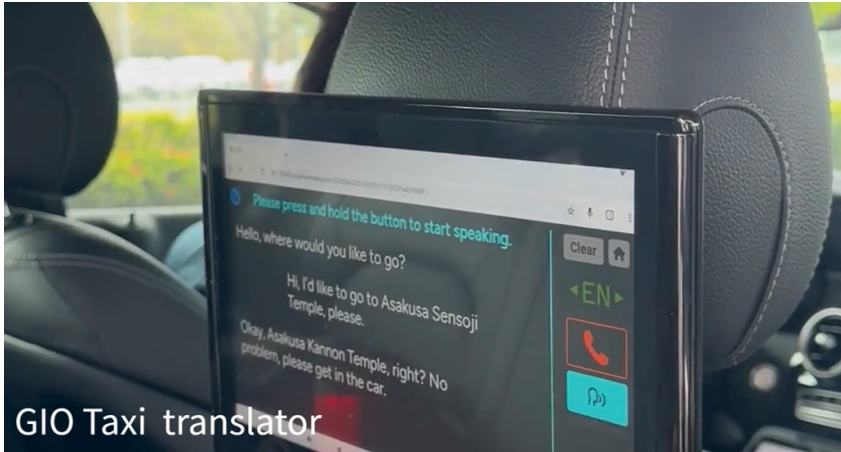 Please press and hold the button to start speaking.
Hello, where would you like to go?
Hi, I'd like to go to Asakusa Sensoji
Temple, please.
Okay, Asakusa Kannon Temple, right? No
problem, please get in the car.
Clear
EN
GIO Taxi translator